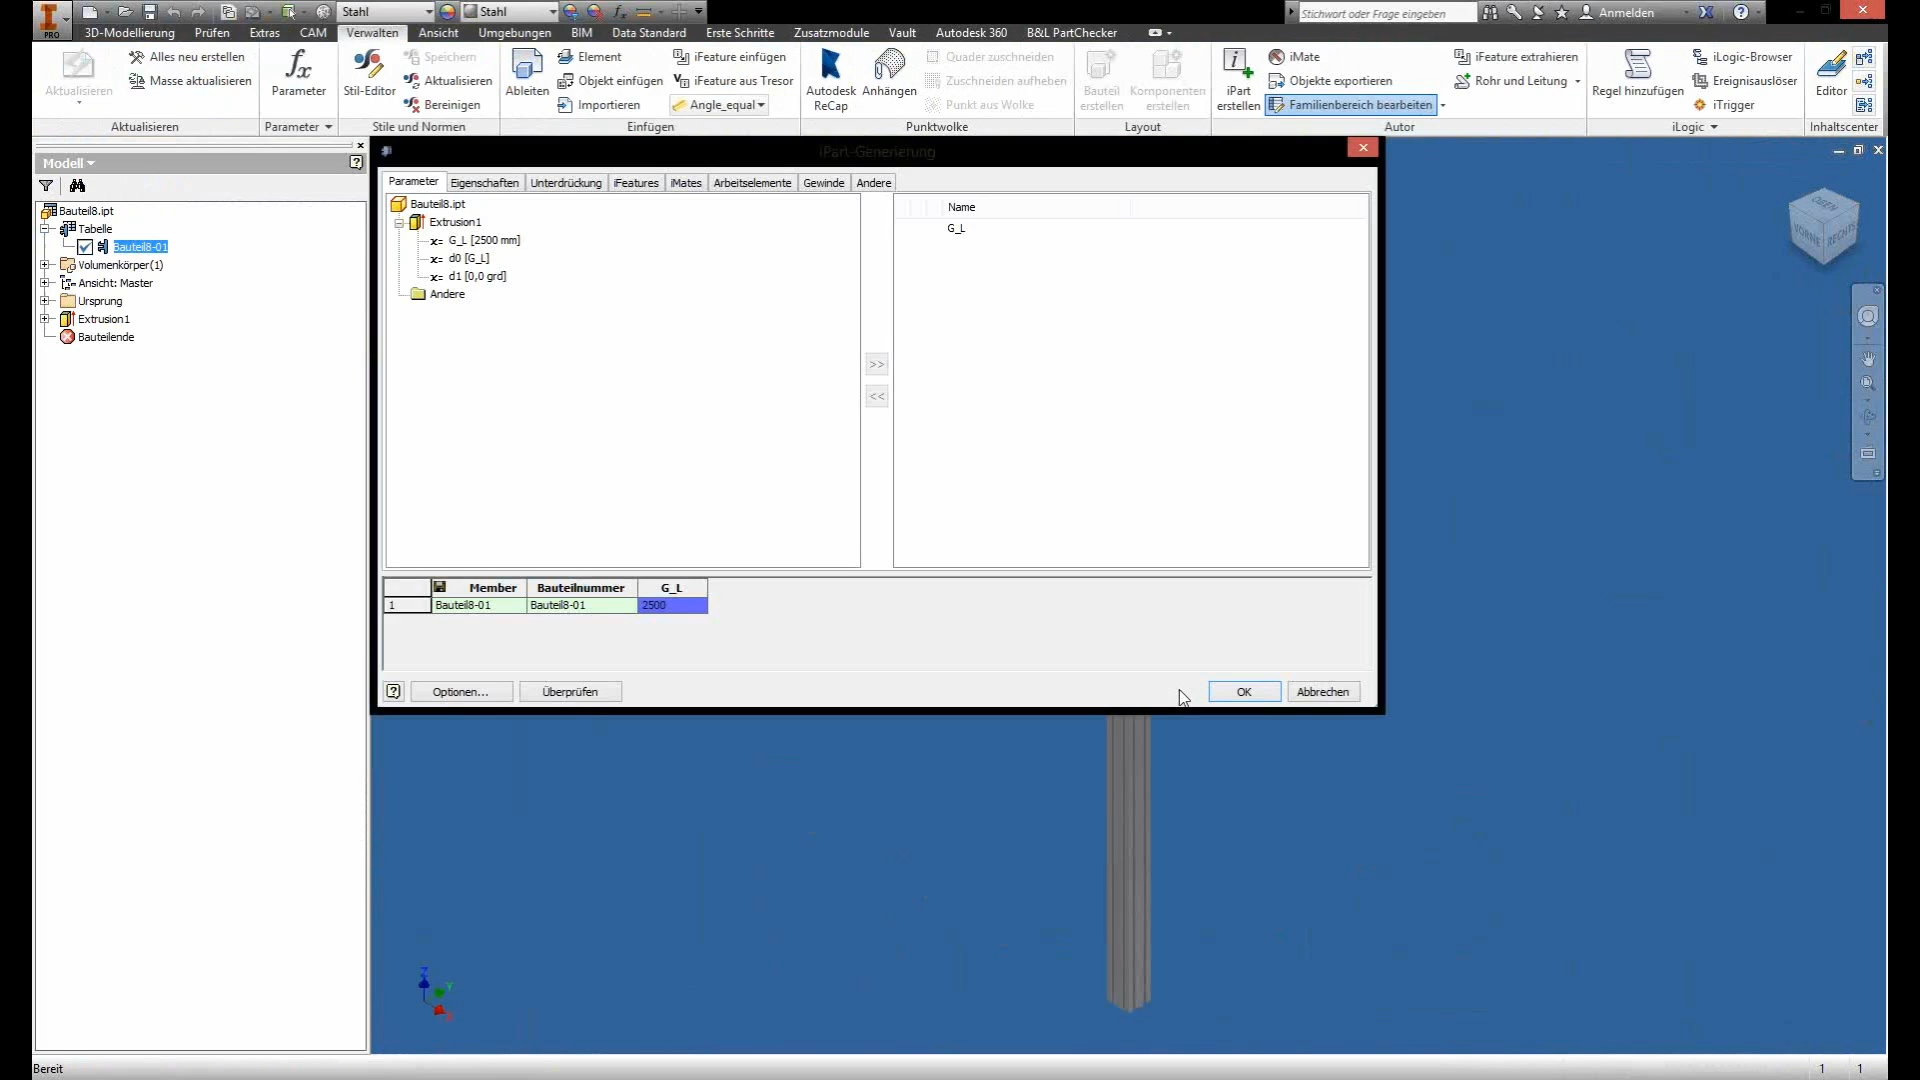 PRO
Stahl
Stahl
fx
Stichwort oder Frage eingeben
Anmelden
3D-Modellierung Prüfen Extras CAM Verwalten Ansicht Umgebungen BIM Data Standard Erste Schritte Zusatzmodule Vault Autodesk 360 B&L PartChecker
Aktualisieren
Alles neu erstellen
Masse aktualisieren
Aktualisieren
fx
Parameter
Parameter
Stil-Editor
Speichern
Aktualisieren
Bereinigen
Stile und Normen
Ableiten
Element
Objekt einfügen
Importieren
iFeature einfügen
iFeature aus Tresor
Angle_equal
Einfügen
Autodesk
ReCap
Anhängen
Quader zuschneiden
Zuschneiden aufheben
Punkt aus Wolke
Punktwolke
Bauteil
erstellen
Komponenten
erstellen
Layout
iPart
erstellen
iMate
Objekte exportieren
Familienbereich bearbeiten
iFeature extrahieren
Rohr und Leitung
Autor
Regel hinzufügen
iLogic-Browser
Ereignisauslöser
iTrigger
iLogic
Editor
Inhaltscenter
Modell
Bauteil8.ipt
Tabelle
Bauteil8-01
Volumenkörper(1)
Ansicht: Master
Ursprung
Extrusion1
Bauteilende
iPart-Generierung
Parameter Eigenschaften Unterdrückung iFeatures iMates Arbeitselemente Gewinde Andere
Bauteil8.ipt
Extrusion1
x= G_L [2500 mm]
x= d0 [G_L]
x= d1 [0,0 grd]
Andere
>>
<<
Name
G_L
Member Bauteilnummer G_L
1 Bauteil8-01 Bauteil8-01 2500
Optionen... Überprüfen OK Abbrechen
OBEN
VORNE
RECHTS
Z
Y
X
Bereit
1 1